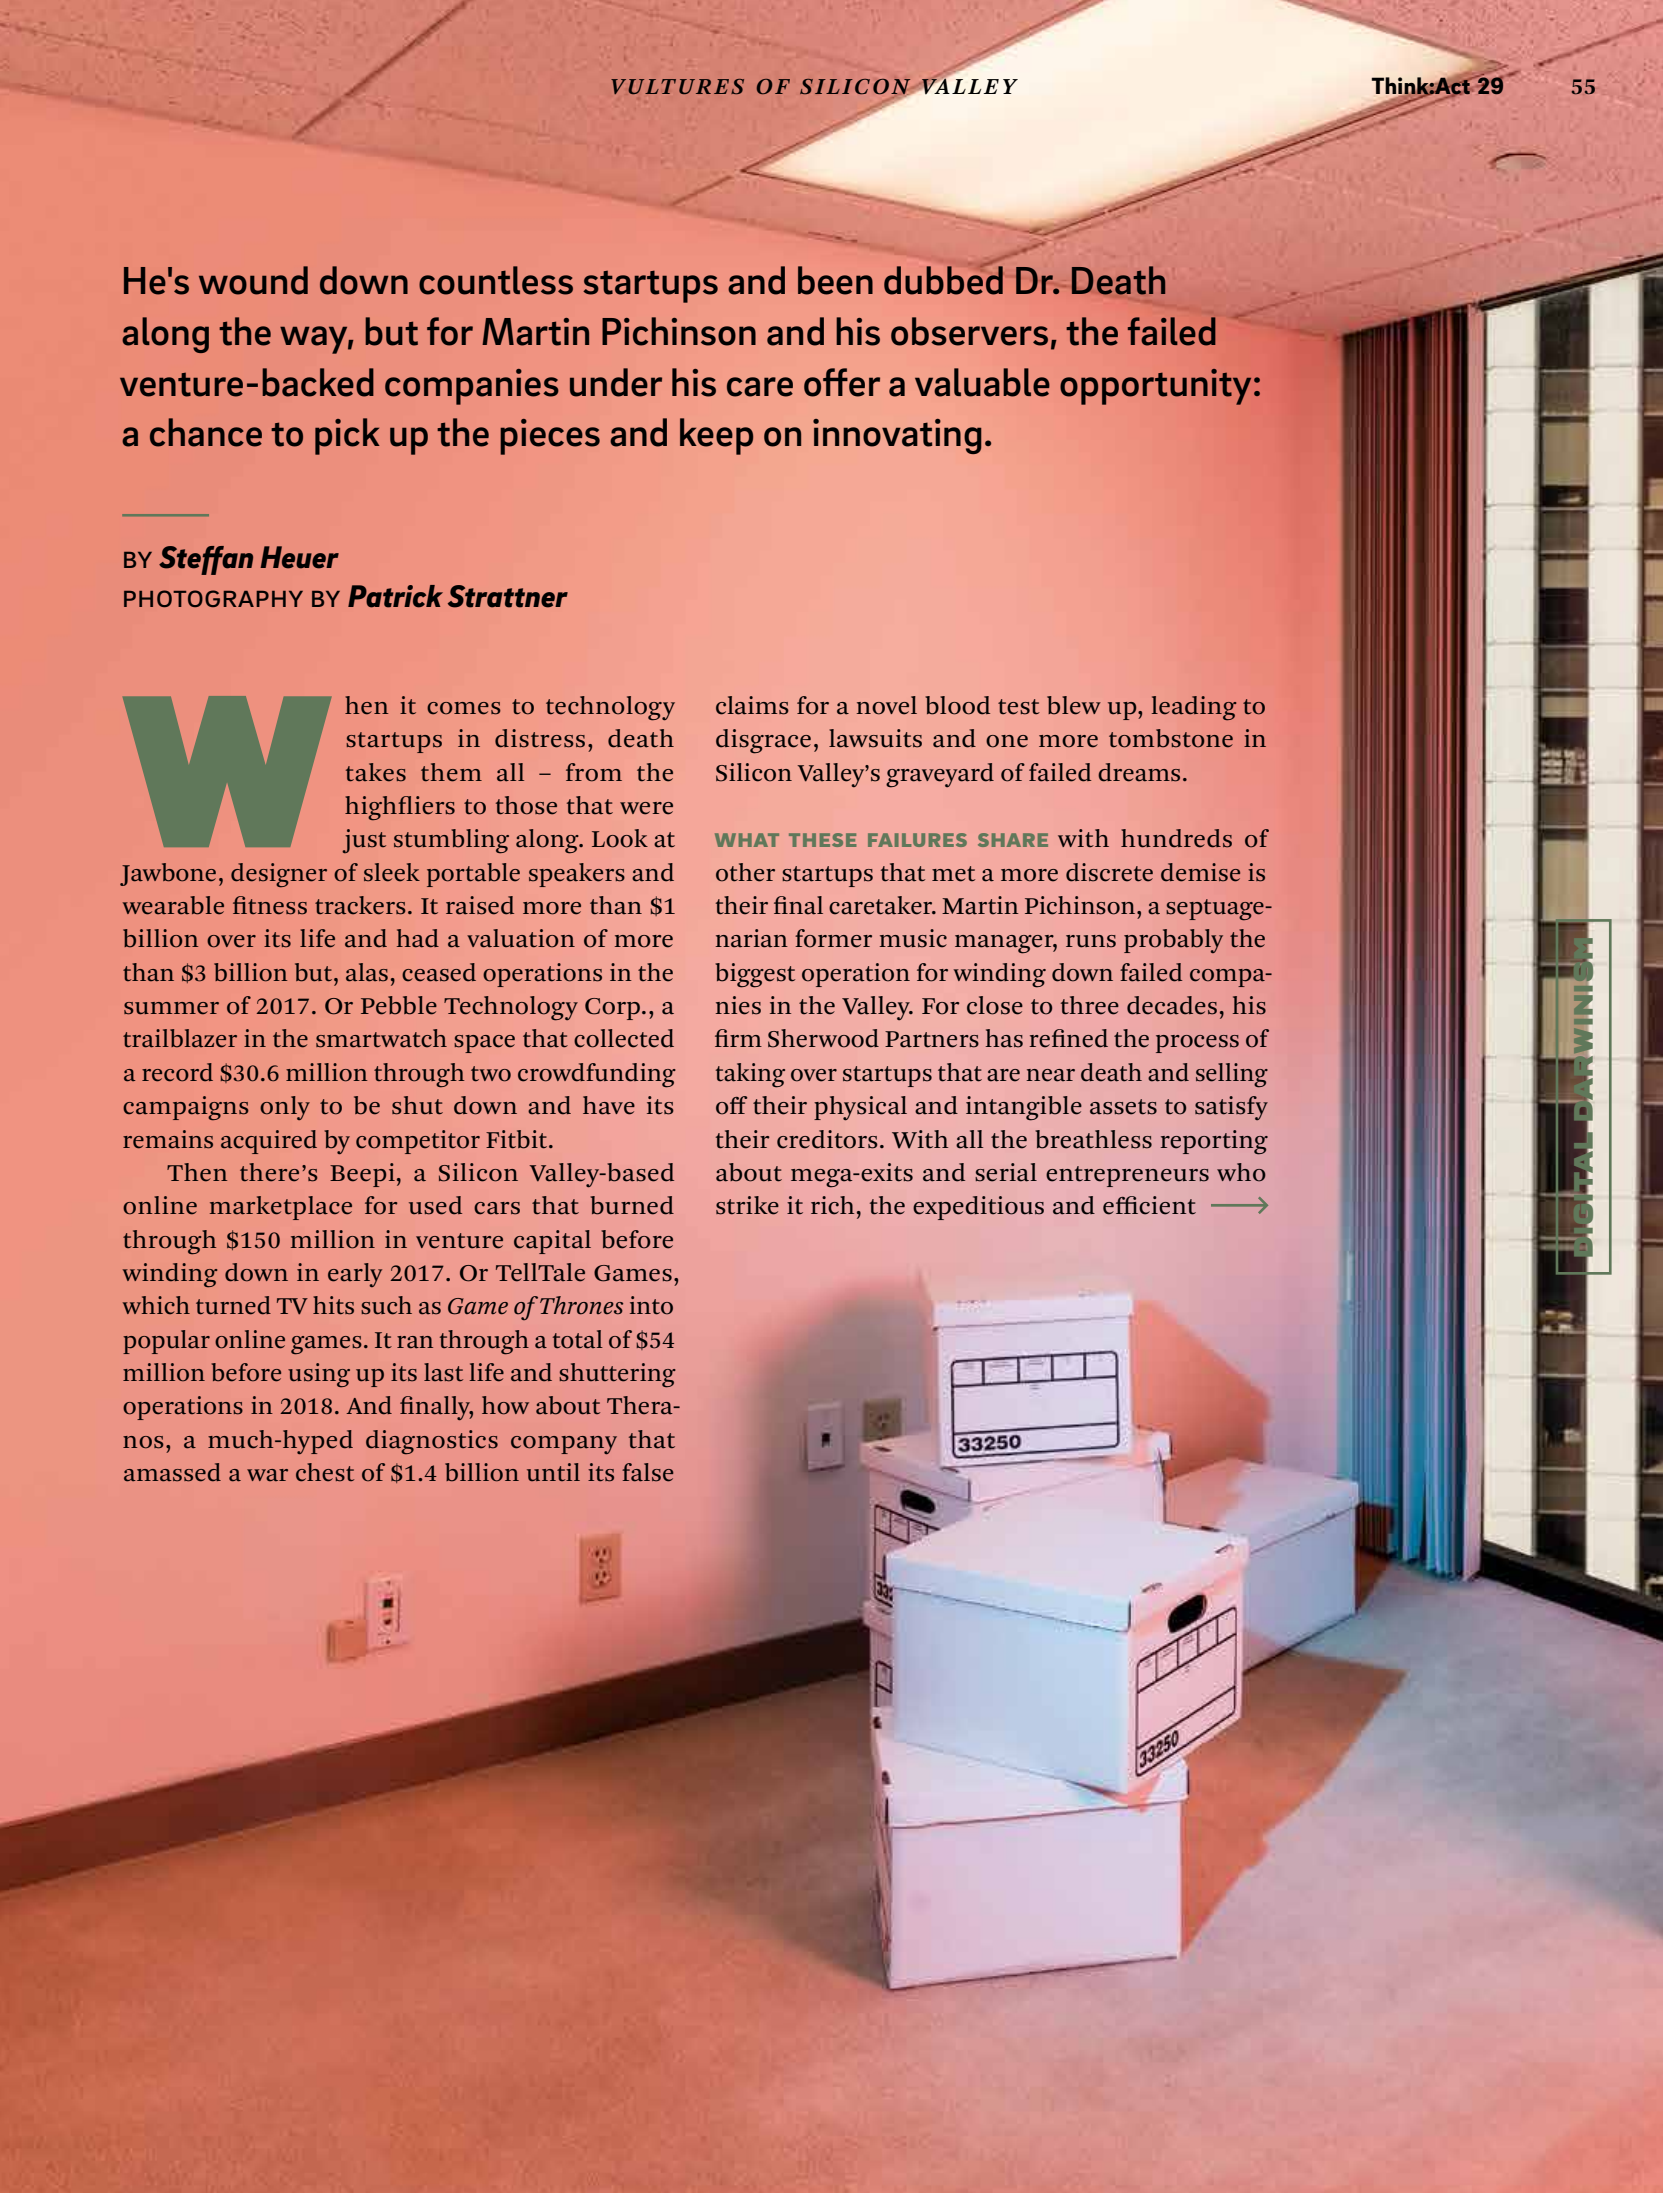 VULTURES OF SILICON VALLEY
Think:Act 29
55
He's wound down countless startups and been dubbed Dr. Death
along the way, but for Martin Pichinson and his observers, the failed
venture-backed companies under his care offer a valuable opportunity:
a chance to pick up the pieces and keep on innovating.
BY Steffan Heuer
PHOTOGRAPHY BY Patrick Strattner
When it comes to technology
startups in distress, death
takes them all – from the
highfliers to those that were
just stumbling along. Look at
Jawbone, designer of sleek portable speakers and
wearable fitness trackers. It raised more than $1
billion over its life and had a valuation of more
than $3 billion but, alas, ceased operations in the
summer of 2017. Or Pebble Technology Corp., a
trailblazer in the smartwatch space that collected
a record $30.6 million through two crowdfunding
campaigns only to be shut down and have its
remains acquired by competitor Fitbit.
Then there's Beepi, a Silicon Valley-based
online marketplace for used cars that burned
through $150 million in venture capital before
winding down in early 2017. Or TellTale Games,
which turned TV hits such as Game of Thrones into
popular online games. It ran through a total of $54
million before using up its last life and shuttering
operations in 2018. And finally, how about Thera-
nos, a much-hyped diagnostics company that
amassed a war chest of $1.4 billion until its false
claims for a novel blood test blew up, leading to
disgrace, lawsuits and one more tombstone in
Silicon Valley's graveyard of failed dreams.
WHAT THESE FAILURES SHARE with hundreds of
other startups that met a more discrete demise is
their final caretaker. Martin Pichinson, a septuage-
narian former music manager, runs probably the
biggest operation for winding down failed compa-
nies in the Valley. For close to three decades, his
firm Sherwood Partners has refined the process of
taking over startups that are near death and selling
off their physical and intangible assets to satisfy
their creditors. With all the breathless reporting
about mega-exits and serial entrepreneurs who
strike it rich, the expeditious and efficient →
DIGITAL DARWINISM
33250
33250